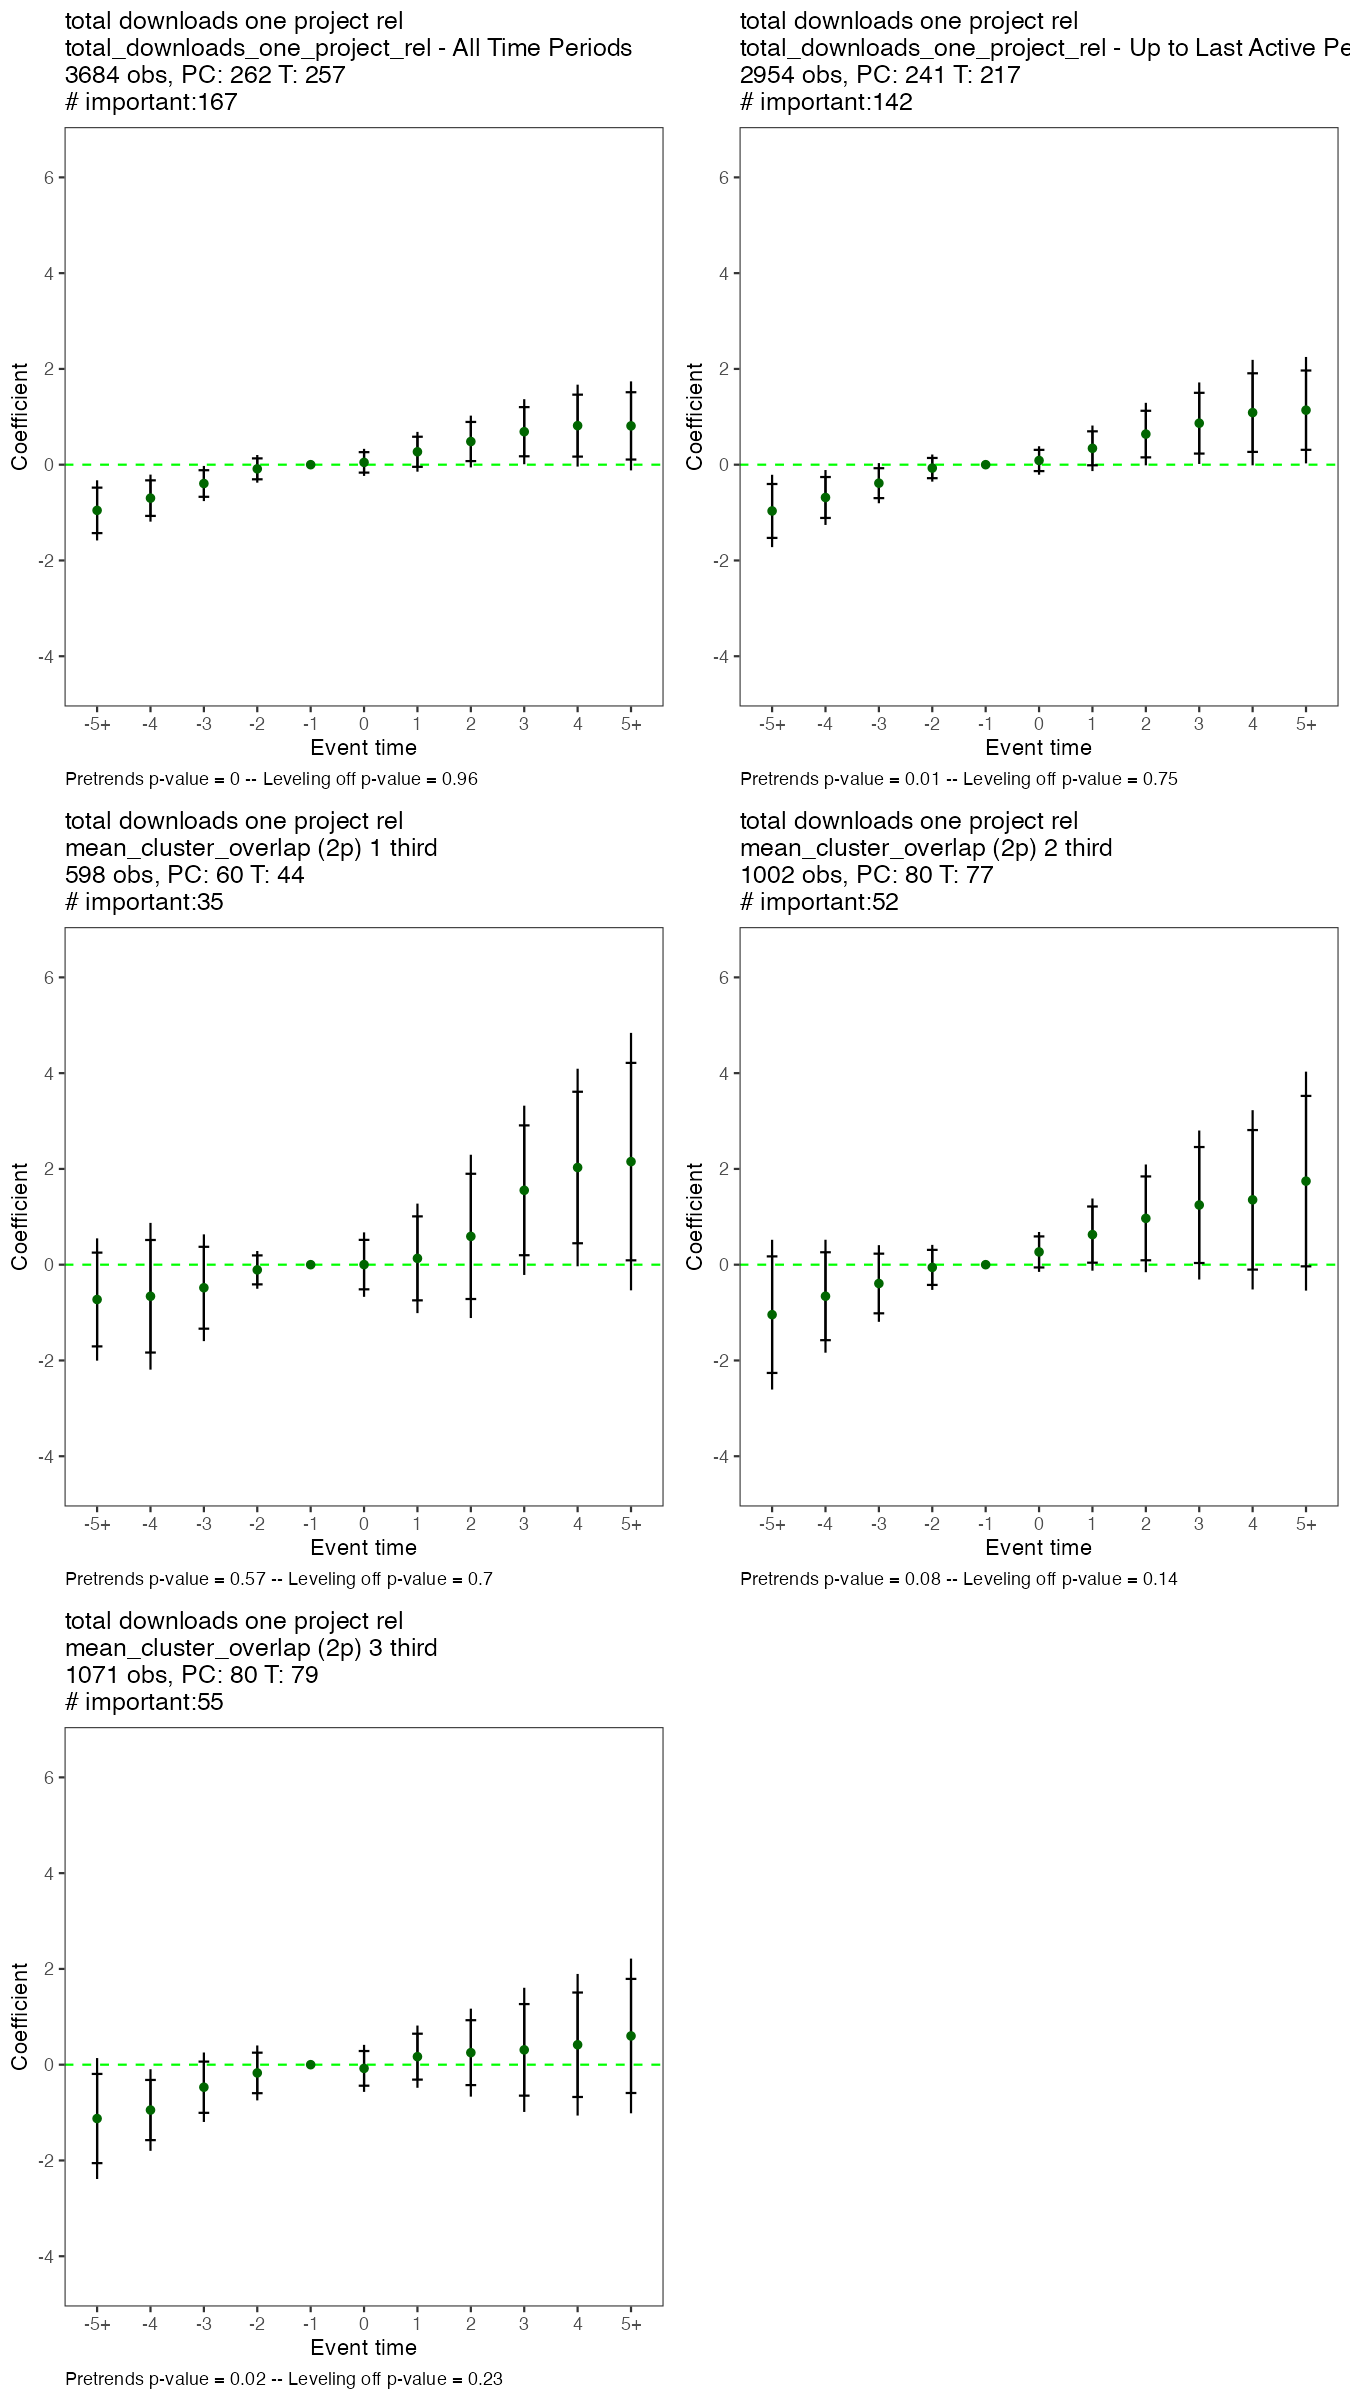 total downloads one project rel
total_downloads_one_project_rel - All Time Periods
3684 obs, PC: 262 T: 257
# important:167
6
4
2
0
-2
-4
Coefficient
-5+ -4 -3 -2 -1 0 1 2 3 4 5+
Event time
Pretrends p-value = 0 -- Leveling off p-value = 0.96
total downloads one project rel
total_downloads_one_project_rel - Up to Last Active Pe
2954 obs, PC: 241 T: 217
# important:142
6
4
2
0
-2
-4
Coefficient
-5+ -4 -3 -2 -1 0 1 2 3 4 5+
Event time
Pretrends p-value = 0.01 -- Leveling off p-value = 0.75
total downloads one project rel
mean_cluster_overlap (2p) 1 third
598 obs, PC: 60 T: 44
# important:35
6
4
2
0
-2
-4
Coefficient
-5+ -4 -3 -2 -1 0 1 2 3 4 5+
Event time
Pretrends p-value = 0.57 -- Leveling off p-value = 0.7
total downloads one project rel
mean_cluster_overlap (2p) 2 third
1002 obs, PC: 80 T: 77
# important:52
6
4
2
0
-2
-4
Coefficient
-5+ -4 -3 -2 -1 0 1 2 3 4 5+
Event time
Pretrends p-value = 0.08 -- Leveling off p-value = 0.14
total downloads one project rel
mean_cluster_overlap (2p) 3 third
1071 obs, PC: 80 T: 79
# important:55
6
4
2
0
-2
-4
Coefficient
-5+ -4 -3 -2 -1 0 1 2 3 4 5+
Event time
Pretrends p-value = 0.02 -- Leveling off p-value = 0.23